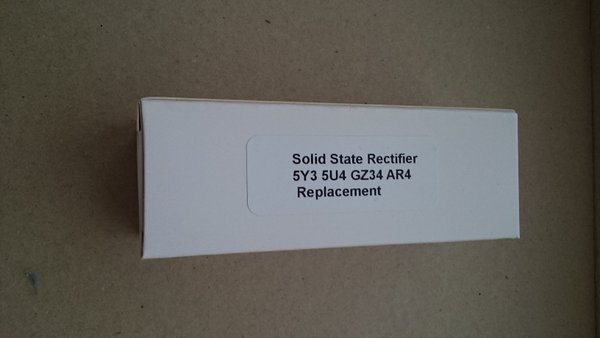 Solid State Rectifier
5Y3 5U4 GZ34 AR4
Replacement